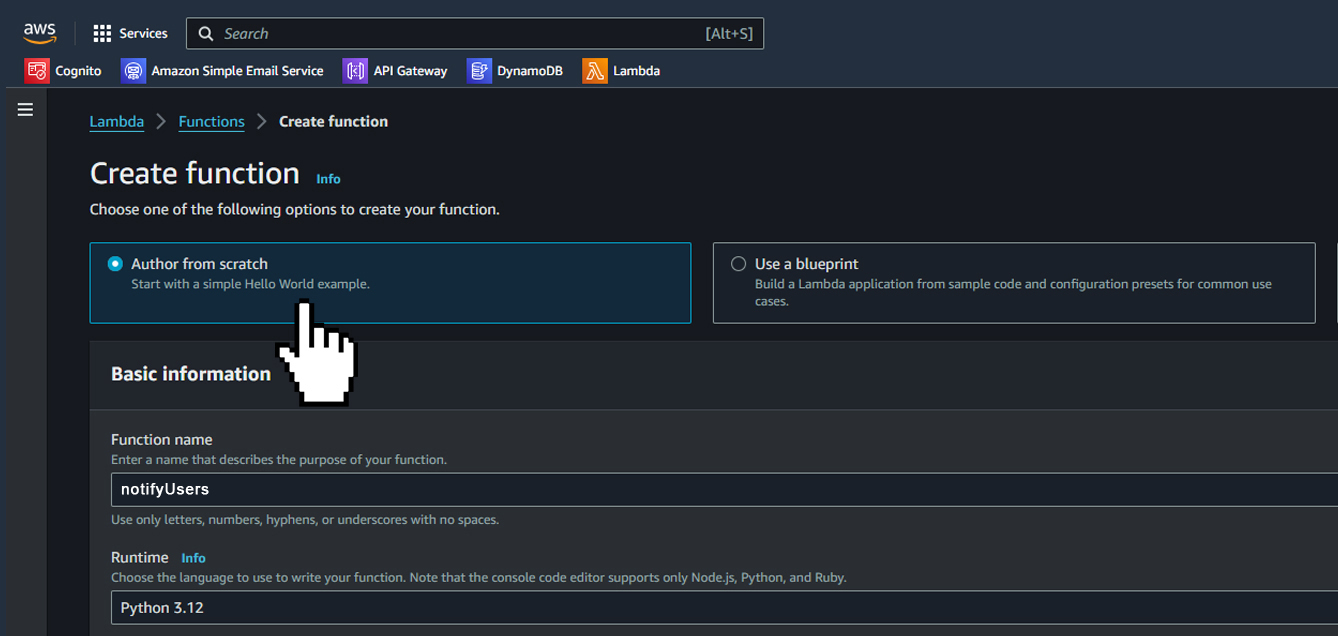 aws
Services
Search [Alt+S]
Cognito Amazon Simple Email Service API Gateway DynamoDB Lambda
Lambda Functions Create function
Create function Info
Choose one of the following options to create your function.
Author from scratch
Start with a simple Hello World example.
Use a blueprint
Build a Lambda application from sample code and configuration presets for common use
cases.
Basic information
Function name
Enter a name that describes the purpose of your function.
notifyUsers
Use only letters, numbers, hyphens, or underscores with no spaces.
Runtime Info
Choose the language to use to write your function. Note that the console code editor supports only Node.js, Python, and Ruby.
Python 3.12